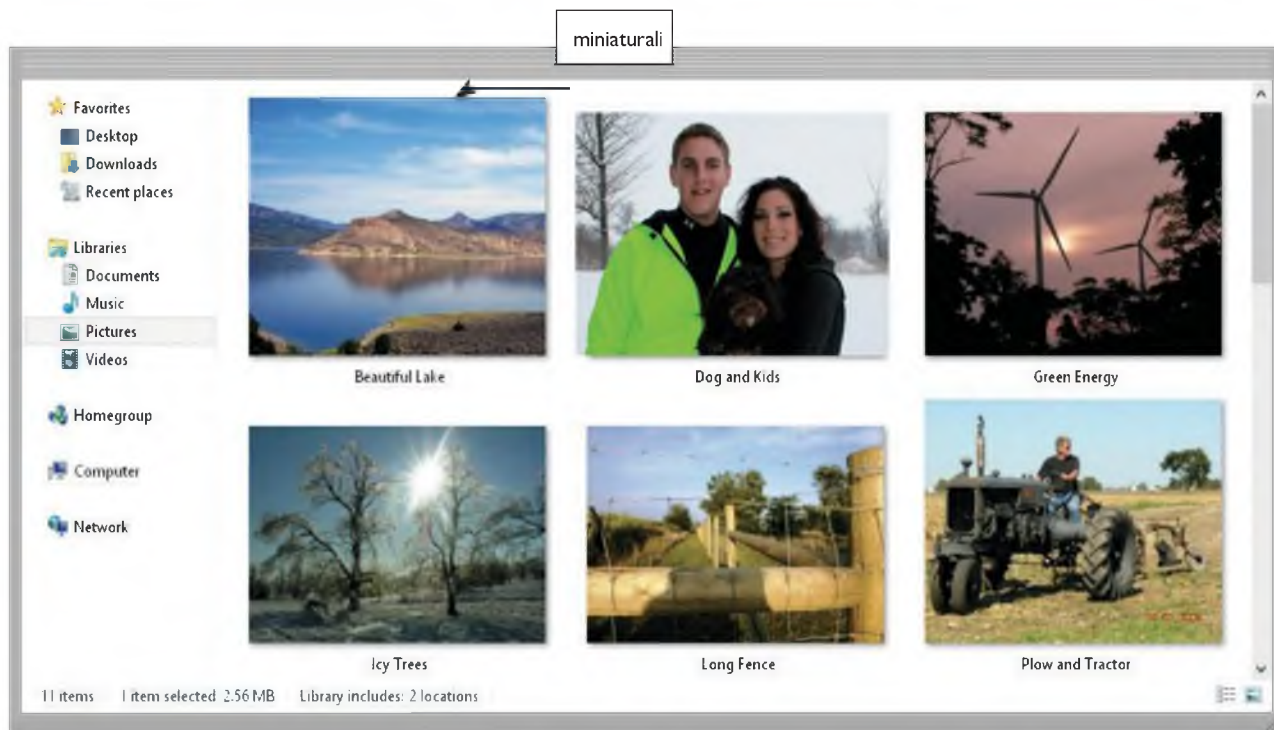 miniaturali
Favorites
Desktop
Downloads
Recent places
Libraries
Documents
Music
Pictures
Videos
Homegroup
Computer
Network
Beautiful Lake
Dog and Kids
Green Energy
Icy Trees
Long Fence
Plow and Tractor
11 items 1 item selected 2.56 MB Library includes: 2 locations